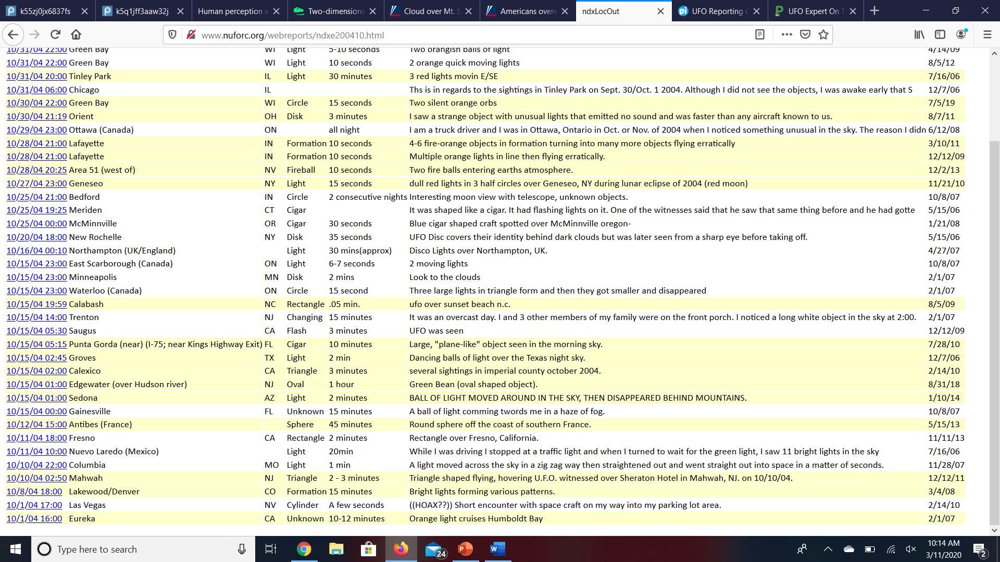 k55zj0jx6837fs
k5q1jff3aaw32j
Human perception a
Two-dimensiona
Cloud over Mt. S
Americans overw
ndxLocOut
UFO Reporting C
UFO Expert On T
www.nuforc.org/webreports/ndxe200410.html
10/31/04 22:00 Green Bay WI Light 5-10 seconds Two orangish balls of light 4/14/09
10/31/04 22:00 Green Bay WI Light 10 seconds 2 orange quick moving lights 8/5/12
10/31/04 20:00 Tinley Park IL Light 30 minutes 3 red lights movin E/SE 7/16/06
10/31/04 06:00 Chicago IL Ths is in regards to the sightings in Tinley Park on Sept. 30/Oct. 1 2004. Although I did not see the objects, I was awake early that S 12/7/06
10/30/04 22:00 Green Bay WI Circle 15 seconds Two silent orange orbs 7/5/19
10/30/04 21:19 Orient OH Disk 3 minutes I saw a strange object with unusual lights that emitted no sound and was faster than any aircraft known to us. 8/7/11
10/29/04 23:00 Ottawa (Canada) ON all night I am a truck driver and I was in Ottawa, Ontario in Oct. or Nov. of 2004 when I noticed something unusual in the sky. The reason I didn 6/12/08
10/28/04 21:00 Lafayette IN Formation 10 seconds 4-6 fire-orange objects in formation turning into many more objects flying erratically 3/10/11
10/28/04 21:00 Lafayette IN Formation 10 seconds Multiple orange lights in line then flying erratically. 12/12/09
10/28/04 20:25 Area 51 (west of) NV Fireball 10 seconds Two fire balls entering earths atmosphere. 12/2/13
10/27/04 23:00 Geneseo NY Light 15 seconds dull red lights in 3 half circles over Geneseo, NY during lunar eclipse of 2004 (red moon) 11/21/10
10/25/04 21:00 Bedford IN Circle 2 consecutive nights Interesting moon view with telescope, unknown objects. 10/8/07
10/25/04 19:25 Meriden CT Cigar It was shaped like a cigar. It had flashing lights on it. One of the witnesses said that he saw that same thing before and he had gotte 5/15/06
10/25/04 00:00 McMinnville OR Cigar 30 seconds Blue cigar shaped craft spotted over McMinnville oregon- 1/21/08
10/20/04 18:00 New Rochelle NY Disk 35 seconds UFO Disc covers their identity behind dark clouds but was later seen from a sharp eye before taking off. 5/15/06
10/16/04 00:10 Northampton (UK/England) Light 30 mins(approx) Disco Lights over Northampton, UK. 4/27/07
10/15/04 23:00 East Scarborough (Canada) ON Light 6-7 seconds 2 moving lights 10/8/07
10/15/04 23:00 Minneapolis MN Disk 2 mins Look to the clouds 2/1/07
10/15/04 23:00 Waterloo (Canada) ON Circle 15 second Three large lights in triangle form and then they got smaller and disappeared 2/1/07
10/15/04 19:59 Calabash NC Rectangle .05 min. ufo over sunset beach n.c. 8/5/09
10/15/04 14:00 Trenton NJ Changing 15 minutes It was an overcast day. I and 3 other members of my family were on the front porch. I noticed a long white object in the sky at 2:00. 2/1/07
10/15/04 05:30 Saugus CA Flash 3 minutes UFO was seen 12/12/09
10/15/04 05:15 Punta Gorda (near) (I-75; near Kings Highway Exit) FL Cigar 10 minutes Large, "plane-like" object seen in the morning sky. 7/28/10
10/15/04 02:45 Groves TX Light 2 min Dancing balls of light over the Texas night sky. 12/7/06
10/15/04 02:00 Calexico CA Triangle 3 minutes several sightings in imperial county october 2004. 2/14/10
10/15/04 01:00 Edgewater (over Hudson river) NJ Oval 1 hour Green Bean (oval shaped object). 8/31/18
10/15/04 01:00 Sedona AZ Light 2 minutes BALL OF LIGHT MOVED AROUND IN THE SKY, THEN DISAPPEARED BEHIND MOUNTAINS. 1/10/14
10/15/04 00:00 Gainesville FL Unknown 15 minutes A ball of light comming twords me in a haze of fog. 10/8/07
10/12/04 15:00 Antibes (France) Sphere 45 minutes Round sphere off the coast of southern France. 5/15/13
10/11/04 18:00 Fresno CA Rectangle 2 minutes Rectangle over Fresno, California. 11/11/13
10/11/04 10:00 Nuevo Laredo (Mexico) Light 20min While I was driving I stopped at a traffic light and when I turned to wait for the green light, I saw 11 bright lights in the sky 7/16/06
10/10/04 22:00 Columbia MO Light 1 min A light moved across the sky in a zig zag way then straightened out and went straight out into space in a matter of seconds. 11/28/07
10/10/04 02:50 Mahwah NJ Triangle 2 - 3 minutes Triangle shaped flying, hovering U.F.O. witnessed over Sheraton Hotel in Mahwah, NJ. on 10/10/04. 12/12/11
10/8/04 18:00 Lakewood/Denver CO Formation 15 minutes Bright lights forming various patterns. 3/4/08
10/1/04 17:00 Las Vegas NV Cylinder A few seconds ((HOAX??)) Short encounter with space craft on my way into my parking lot area. 2/14/10
10/1/04 16:00 Eureka CA Unknown 10-12 minutes Orange light cruises Humboldt Bay 2/1/07
Type here to search
24
10:14 AM
3/11/2020
2